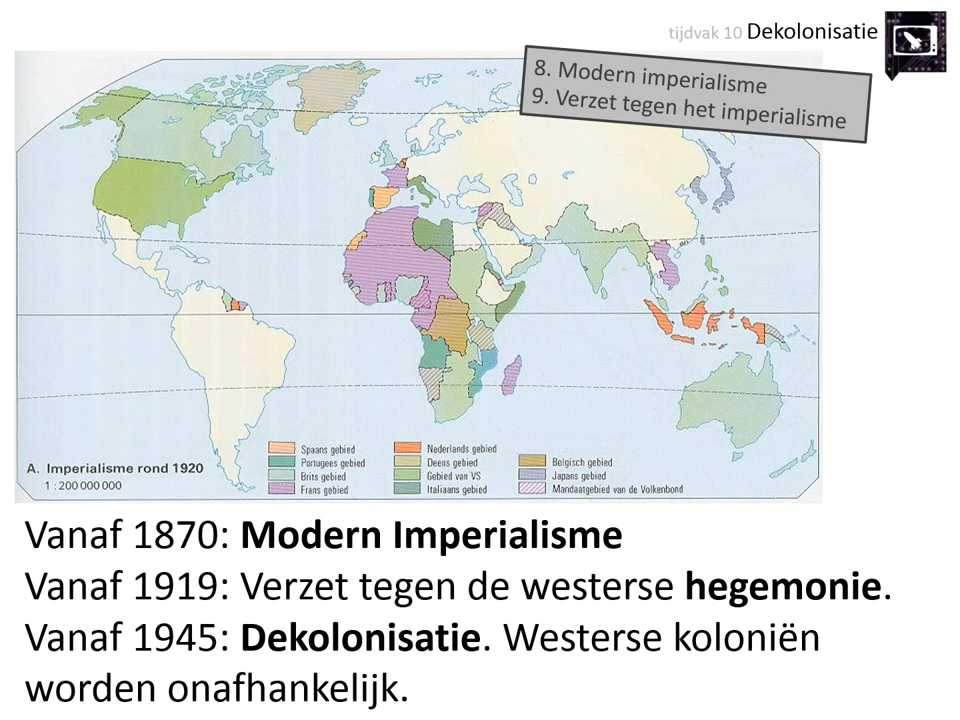 tijdvak 10 Dekolonisatie
8. Modern imperialisme
9. Verzet tegen het imperialisme
A. Imperialisme rond 1920
1 : 200 000 000
Spaans gebied
Portugees gebied
Brits gebied
Frans gebied
Nederlands gebied
Deens gebied
Gebied van VS
Italiaans gebied
Belgisch gebied
Japans gebied
Mandaatgebied van de Volkenbond
Vanaf 1870: Modern Imperialisme
Vanaf 1919: Verzet tegen de westerse hegemonie.
Vanaf 1945: Dekolonisatie. Westerse koloniën
worden onafhankelijk.